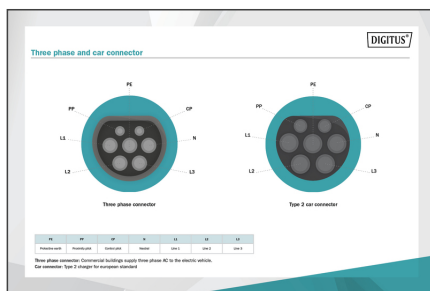 DIGITUS®
Three phase and car connector
PE
PP
CP
L1
N
L2
L3
Three phase connector
PE
PP
CP
L1
N
L2
L3
Type 2 car connector
PE PP CP N L1 L2 L3
Protective earth Proximity pilot Control pilot Neutral Line 1 Line 2 Line 3
Three phase connector: Commercial buildings supply three phase AC to the electric vehicle.
Car connector: Type 2 charger for european standard